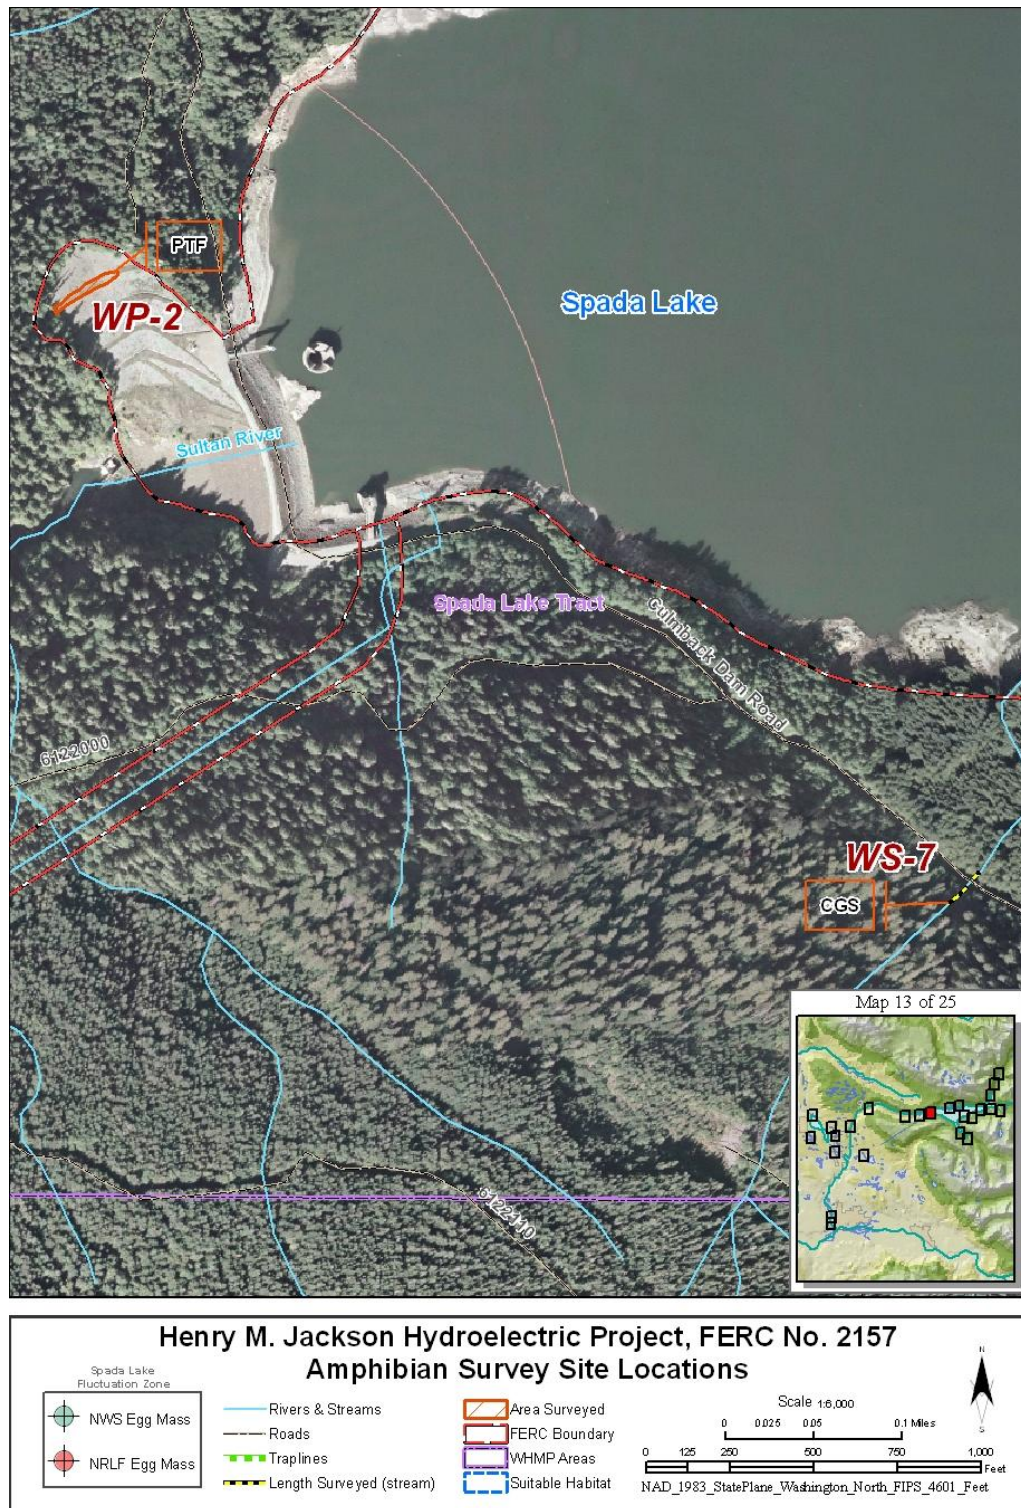 PTF
WP-2
Spada Lake
Sultan River
Spada Lake Tract
Culmback Dam Road
6122000
WS-7
CGS
6122110
Map 13 of 25
Henry M. Jackson Hydroelectric Project, FERC No. 2157
Amphibian Survey Site Locations
Spada Lake
Fluctuation Zone
NWS Egg Mass
NRLF Egg Mass
Rivers & Streams
Roads
Traplines
Length Surveyed (stream)
Area Surveyed
FERC Boundary
WHMP Areas
Suitable Habitat
N
S
Scale 1:6,000
0 0.025 0.05 0.1 Miles
0 125 250 500 750 1,000
Feet
NAD_1983_StatePlane_Washington_North_FIPS_4601_Feet